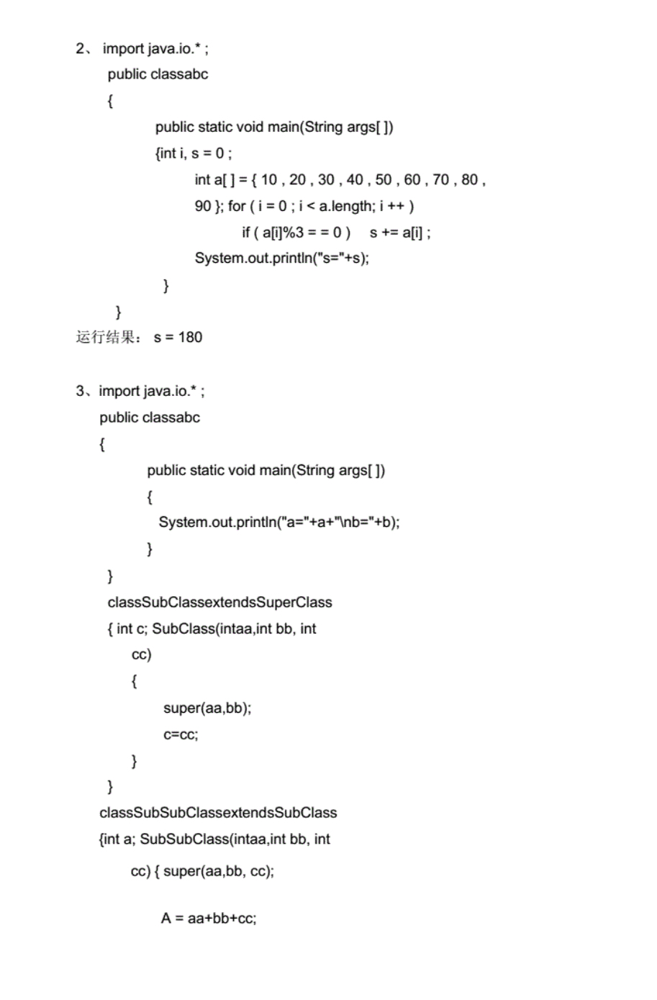 2、 import java.io.* ;
public classabc
{
public static void main(String args[ ])
{int i, s = 0 ;
int a[ ] = { 10 , 20 , 30 , 40 , 50 , 60 , 70 , 80 ,
90 }; for ( i = 0 ; i < a.length; i ++ )
if ( a[i]%3 = = 0 ) s += a[i] ;
System.out.println("s="+s);
}
}
运行结果： s = 180
3、import java.io.* ;
public classabc
{
public static void main(String args[ ])
{
System.out.println("a="+a+"\nb="+b);
}
}
classSubClassextendsSuperClass
{ int c; SubClass(intaa,int bb, int
cc)
{
super(aa,bb);
c=cc;
}
}
classSubSubClassextendsSubClass
{int a; SubSubClass(intaa,int bb, int
cc) { super(aa,bb, cc);
A = aa+bb+cc;